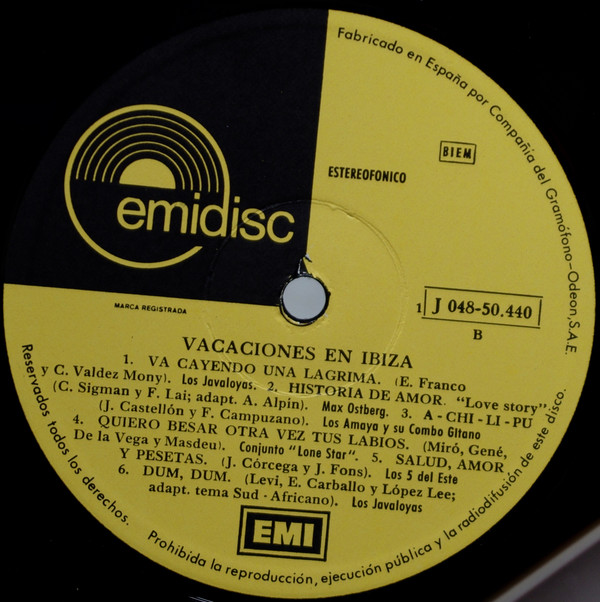 Fabricado en España por Compañía del Gramófono-Odeon, S.A.E.
BIEM
ESTEREOFONICO
emidisc
MARCA REGISTRADA
1 J 048-50.440
B
VACACIONES EN IBIZA
1. VA CAYENDO UNA LAGRIMA. (E. Franco
y C. Valdez Mony). Los Javaloyas. 2. HISTORIA DE AMOR. "Love story".
(C. Sigman y F. Lai; adapt. A. Alpin). Max Ostberg. 3. A-CHI-LI-PU
(J. Castellón y F. Campuzano). Los Amaya y su Combo Gitano
4. QUIERO BESAR OTRA VEZ TUS LABIOS. (Miró, Gené,
De la Vega y Masdeu). Conjunto "Lone Star". 5. SALUD, AMOR
Y PESETAS. (J. Córcega y J. Fons). Los 5 del Este
6. DUM, DUM. (Levi, E. Carballo y López Lee;
adapt. tema Sud-Africano). Los Javaloyas
EMI
Reservados todos los derechos. Prohibida la reproducción, ejecución pública y la radiodifusión de este disco.